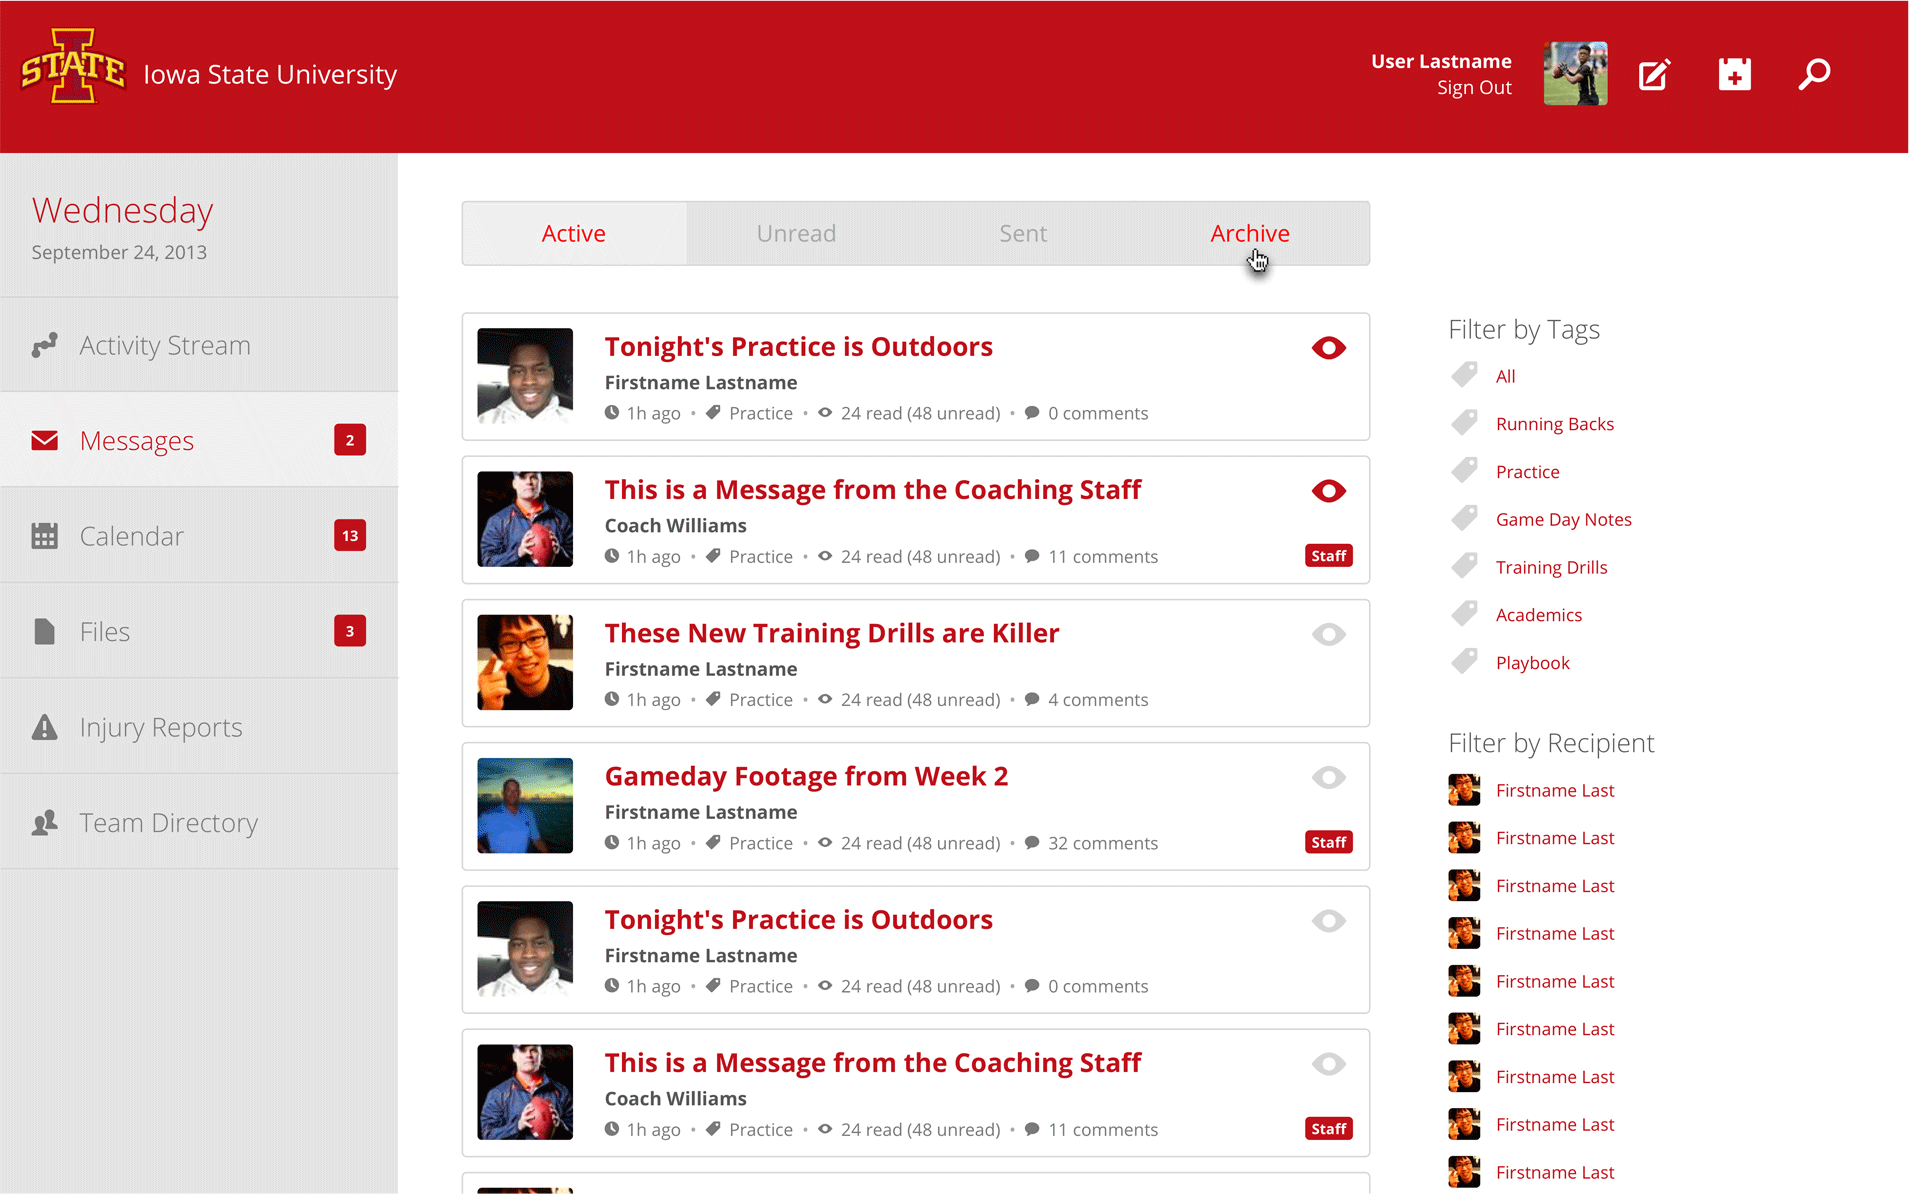 STATE
Iowa State University
User Lastname
Sign Out
Wednesday
September 24, 2013
Activity Stream
Messages 2
Calendar 13
Files 3
Injury Reports
Team Directory
Active Unread Sent Archive
Tonight's Practice is Outdoors
Firstname Lastname
1h ago • Practice • 24 read (48 unread) • 0 comments
This is a Message from the Coaching Staff
Coach Williams
1h ago • Practice • 24 read (48 unread) • 11 comments
Staff
These New Training Drills are Killer
Firstname Lastname
1h ago • Practice • 24 read (48 unread) • 4 comments
Gameday Footage from Week 2
Firstname Lastname
1h ago • Practice • 24 read (48 unread) • 32 comments
Staff
Tonight's Practice is Outdoors
Firstname Lastname
1h ago • Practice • 24 read (48 unread) • 0 comments
This is a Message from the Coaching Staff
Coach Williams
1h ago • Practice • 24 read (48 unread) • 11 comments
Staff
Filter by Tags
All
Running Backs
Practice
Game Day Notes
Training Drills
Academics
Playbook
Filter by Recipient
Firstname Last
Firstname Last
Firstname Last
Firstname Last
Firstname Last
Firstname Last
Firstname Last
Firstname Last
Firstname Last